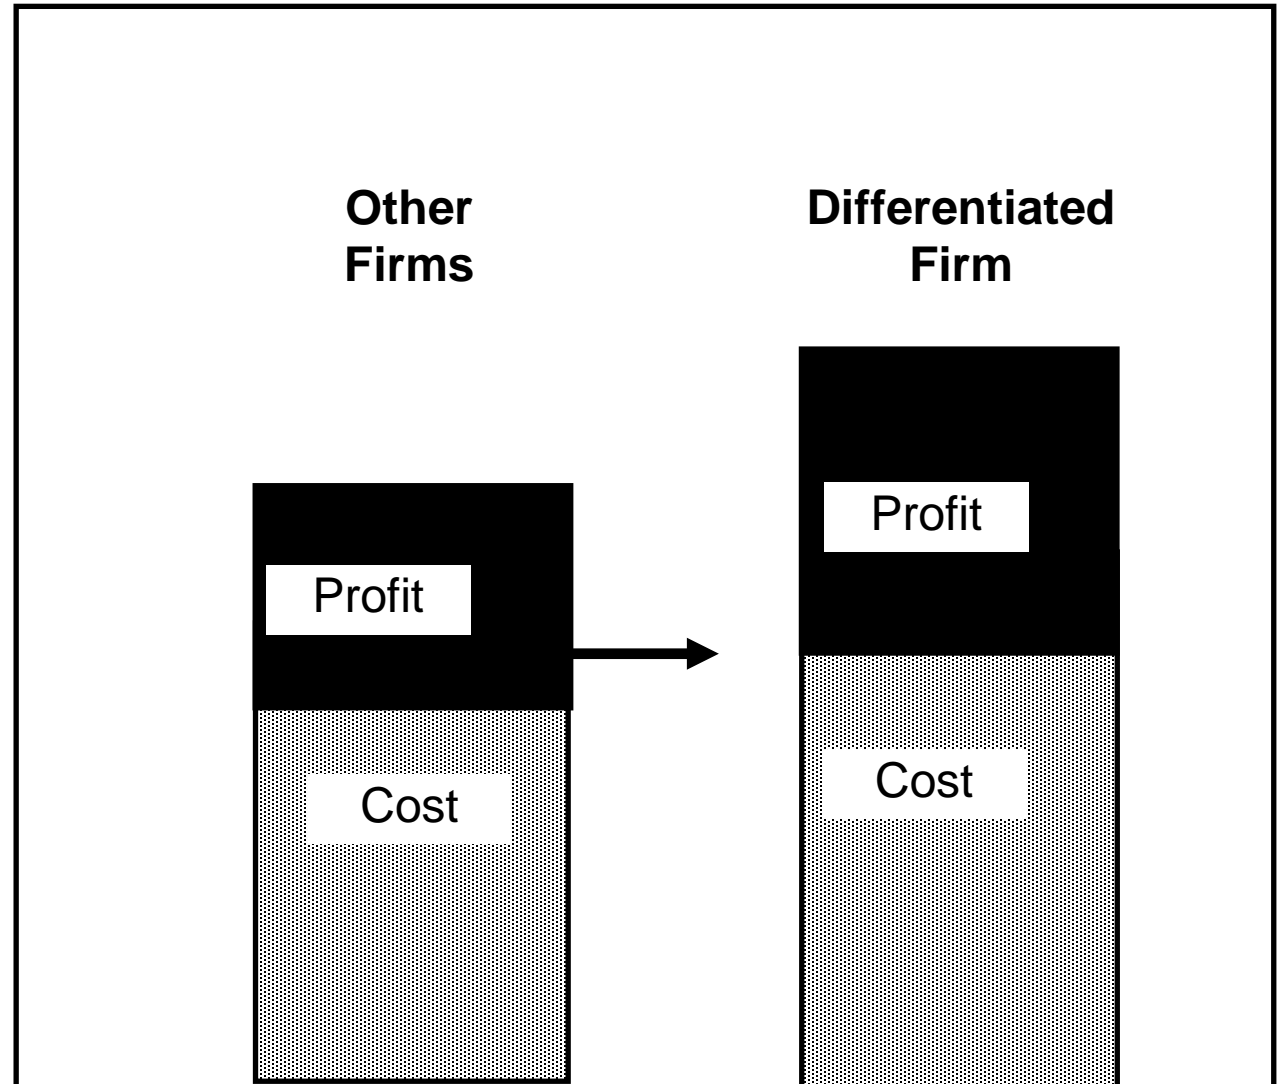 Other
Firms
Differentiated
Firm
Profit
Profit
Cost
Cost